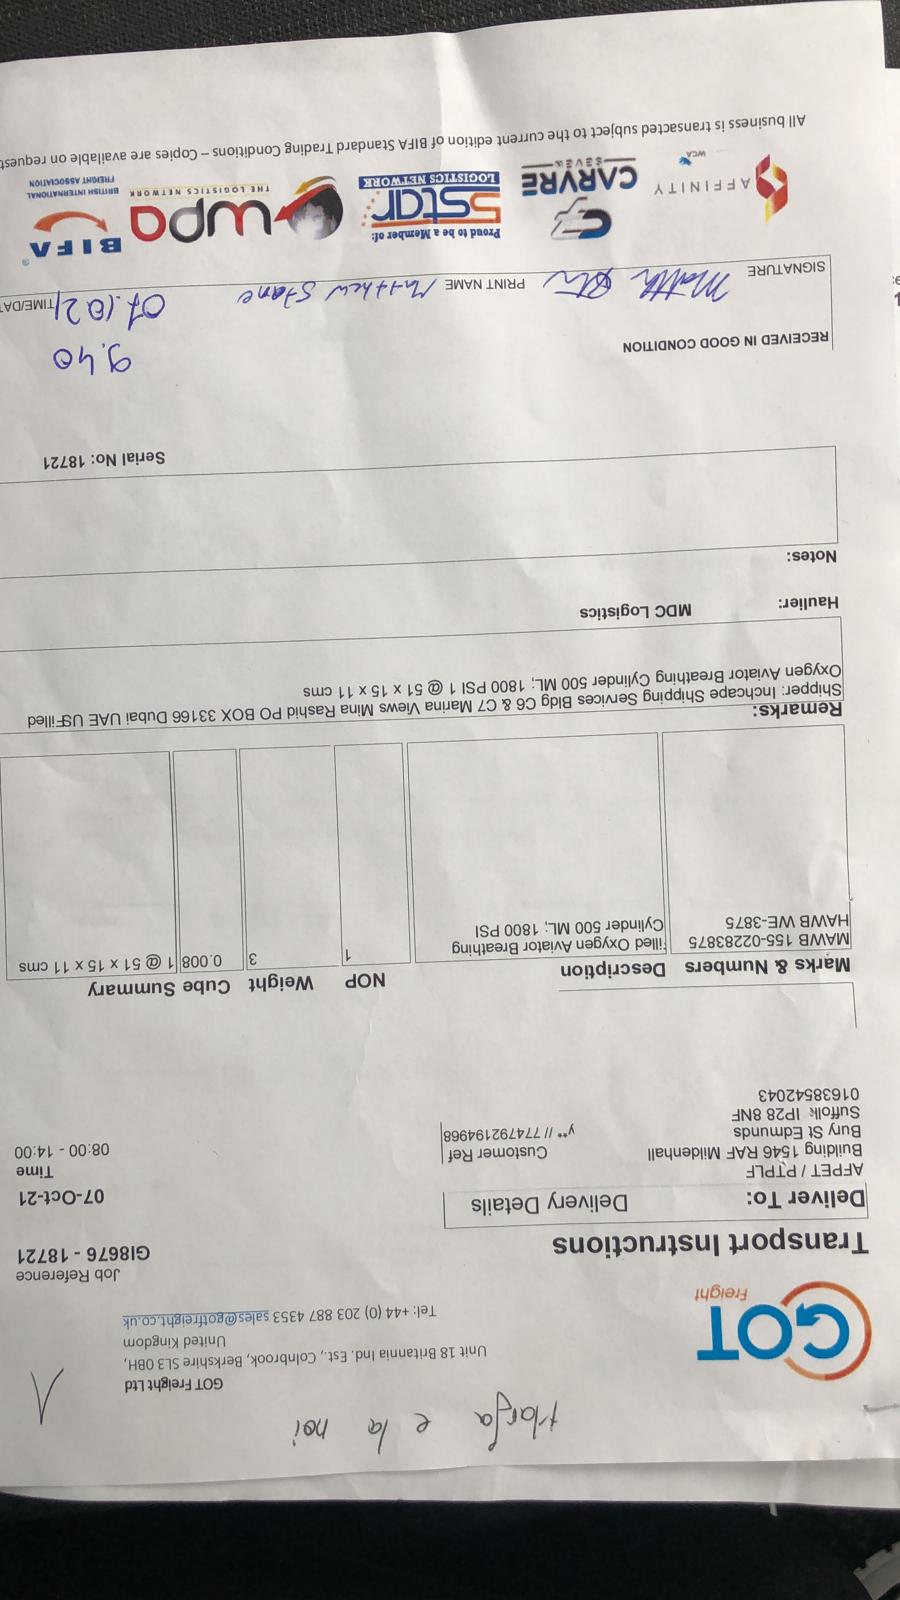 Marfa e la noi
1
GOT
Freight
GOT Freight Ltd
Unit 18 Britannia Ind. Est., Colnbrook, Berkshire SL3 0BH,
United Kingdom
Tel: +44 (0) 203 887 4353 sales@gotfreight.co.uk
Transport Instructions
Job Reference
GI8676 - 18721
Deliver To:
Delivery Details
07-Oct-21
AFPET / PTPLF
Building 1546 RAF Mildenhall
Bury St Edmunds
Suffolk IP28 8NF
01638542043
Customer Ref
y** // 774792194968
Time
08:00 - 14:00
Marks & Numbers Description NOP Weight Cube Summary
MAWB 155-02283875
HAWB WE-3875
Filled Oxygen Aviator Breathing
Cylinder 500 ML; 1800 PSI
1
3
0.008
1 @ 51 x 15 x 11 cms
Remarks:
Shipper: Inchcape Shipping Services Bldg C6 & C7 Marina Views Mina Rashid PO BOX 33166 Dubai UAE USFilled
Oxygen Aviator Breathing Cylinder 500 ML; 1800 PSI 1 @ 51 x 15 x 11 cms
Haulier: MDC Logistics
Notes:
Serial No: 18721
RECEIVED IN GOOD CONDITION
9.40
SIGNATURE
PRINT NAME Matthew Stane
TIME/DAT
AFFINITY
WCA
CARVRE
SEVEN
Proud to be a Member of:
5star
LOGISTICS NETWORK
wpa
THE LOGISTICS NETWORK
BIFA
BRITISH INTERNATIONAL
FREIGHT ASSOCIATION
All business is transacted subject to the current edition of BIFA Standard Trading Conditions – Copies are available on request